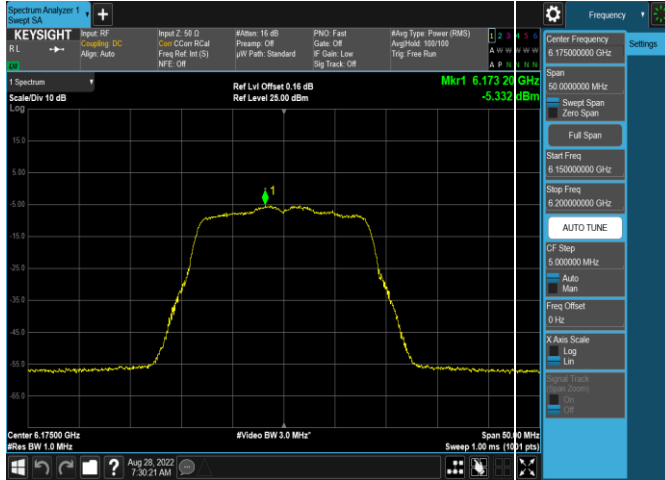 Spectrum Analyzer 1
Swept SA
+
Frequency
KEYSIGHT
RL
Input: RF
Coupling: DC
Align: Auto
Input Z: 50 Ω
Corr CCorr RCal
Freq Ref: Int (S)
NFE: Off
#Atten: 16 dB
Preamp: Off
µW Path: Standard
PNO: Fast
Gate: Off
IF Gain: Low
Sig Track: Off
#Avg Type: Power (RMS)
Avg|Hold: 100/100
Trig: Free Run
1 2 3 4 5 6
A W W W W W
A P N N N N
1 Spectrum
Scale/Div 10 dB
Log
Ref Lvl Offset 0.16 dB
Ref Level 25.00 dBm
Mkr1 6.173 20 GHz
-5.332 dBm
15.0
5.00
-5.00
-15.0
-25.0
-35.0
-45.0
-55.0
-65.0
1
Center 6.17500 GHz
#Res BW 1.0 MHz
#Video BW 3.0 MHz*
Span 50.00 MHz
Sweep 1.00 ms (1001 pts)
Aug 28, 2022
7:30:21 AM
?
Center Frequency
6.175000000 GHz
Settings
Span
50.0000000 MHz
Swept Span
Zero Span
Full Span
Start Freq
6.150000000 GHz
Stop Freq
6.200000000 GHz
AUTO TUNE
CF Step
5.000000 MHz
Auto
Man
Freq Offset
0 Hz
X Axis Scale
Log
Lin
Signal Track
(Span Zoom)
On
Off